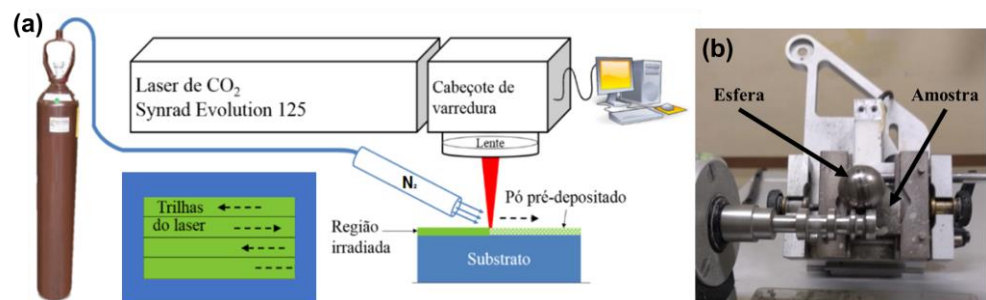 (a)
Laser de CO₂
Synrad Evolution 125
Cabeçote de
varredura
Lente
N₂
Pó pré-depositado
Trilhas
do laser
Região
irradiada
Substrato
(b)
Esfera
Amostra